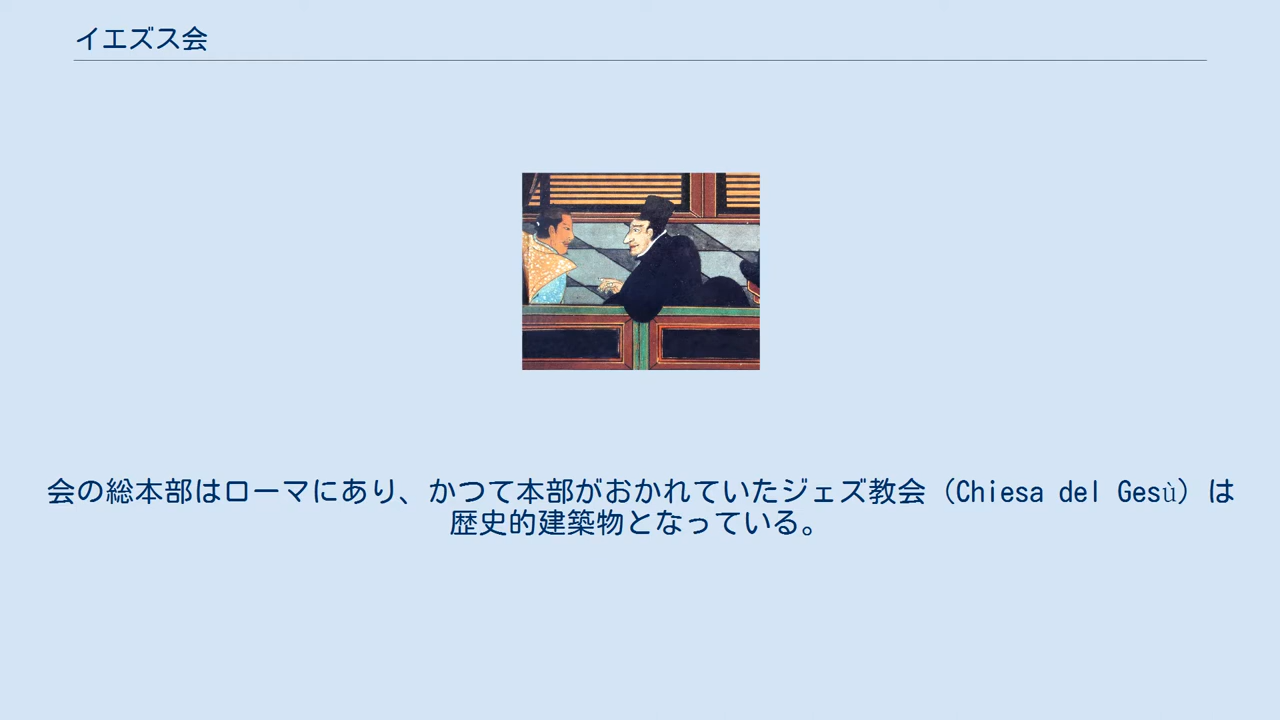 イエズス会
会の総本部はローマにあり、かつて本部がおかれていたジェズ教会（Chiesa del Gesù）は
歴史的建築物となっている。